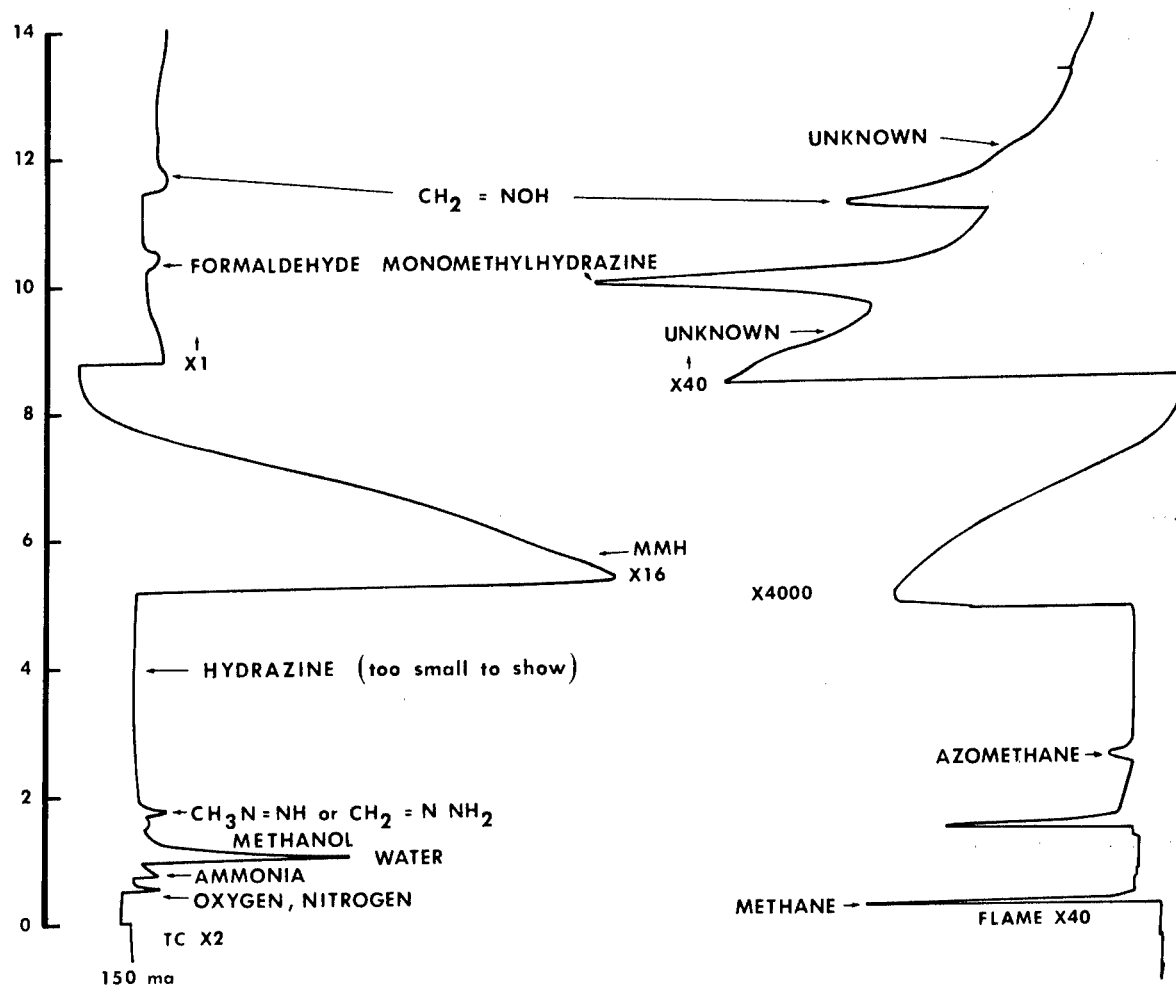 14
12
10
8
6
4
2
0
UNKNOWN
CH2 = NOH
FORMALDEHYDE MONOMETHYLHYDRAZINE
UNKNOWN
X1
X40
MMH
X16
X4000
HYDRAZINE (too small to show)
AZOMETHANE
CH3N=NH or CH2 = N NH2
METHANOL
WATER
AMMONIA
OXYGEN, NITROGEN
METHANE
FLAME X40
TC X2
150 ma